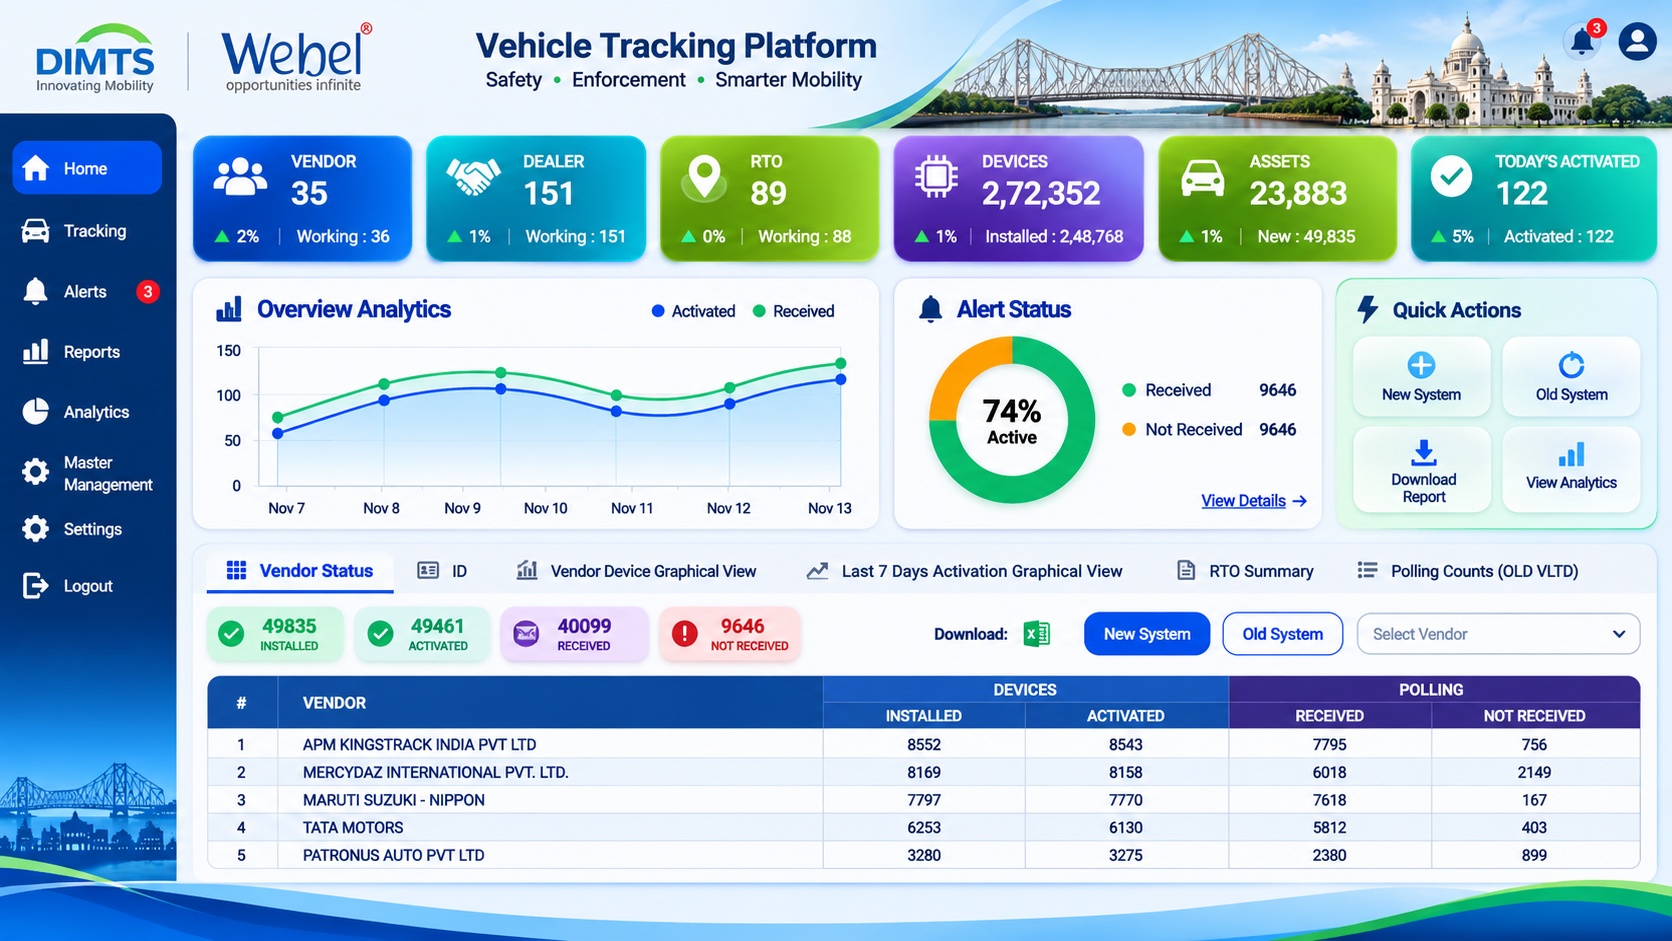 DIMTS
Innovating Mobility
Webel®
opportunities infinite
Vehicle Tracking Platform
Safety • Enforcement • Smarter Mobility
3
Home
Tracking
Alerts 3
Reports
Analytics
Master
Management
Settings
Logout
VENDOR
35
2% | Working : 36
DEALER
151
1% | Working : 151
RTO
89
0% | Working : 88
DEVICES
2,72,352
1% | Installed : 2,48,768
ASSETS
23,883
1% | New : 49,835
TODAY'S ACTIVATED
122
5% | Activated : 122
Overview Analytics
Activated Received
150
100
50
0
Nov 7 Nov 8 Nov 9 Nov 10 Nov 11 Nov 12 Nov 13
Alert Status
74%
Active
Received 9646
Not Received 9646
View Details →
Quick Actions
New System
Old System
Download
Report
View Analytics
Vendor Status ID Vendor Device Graphical View Last 7 Days Activation Graphical View RTO Summary Polling Counts (OLD VLTD)
49835
INSTALLED
49461
ACTIVATED
40099
RECEIVED
9646
NOT RECEIVED
Download: New System Old System Select Vendor
# VENDOR DEVICES POLLING
INSTALLED ACTIVATED RECEIVED NOT RECEIVED
1 APM KINGSTRACK INDIA PVT LTD 8552 8543 7795 756
2 MERCYDAZ INTERNATIONAL PVT. LTD. 8169 8158 6018 2149
3 MARUTI SUZUKI - NIPPON 7797 7770 7618 167
4 TATA MOTORS 6253 6130 5812 403
5 PATRONUS AUTO PVT LTD 3280 3275 2380 899